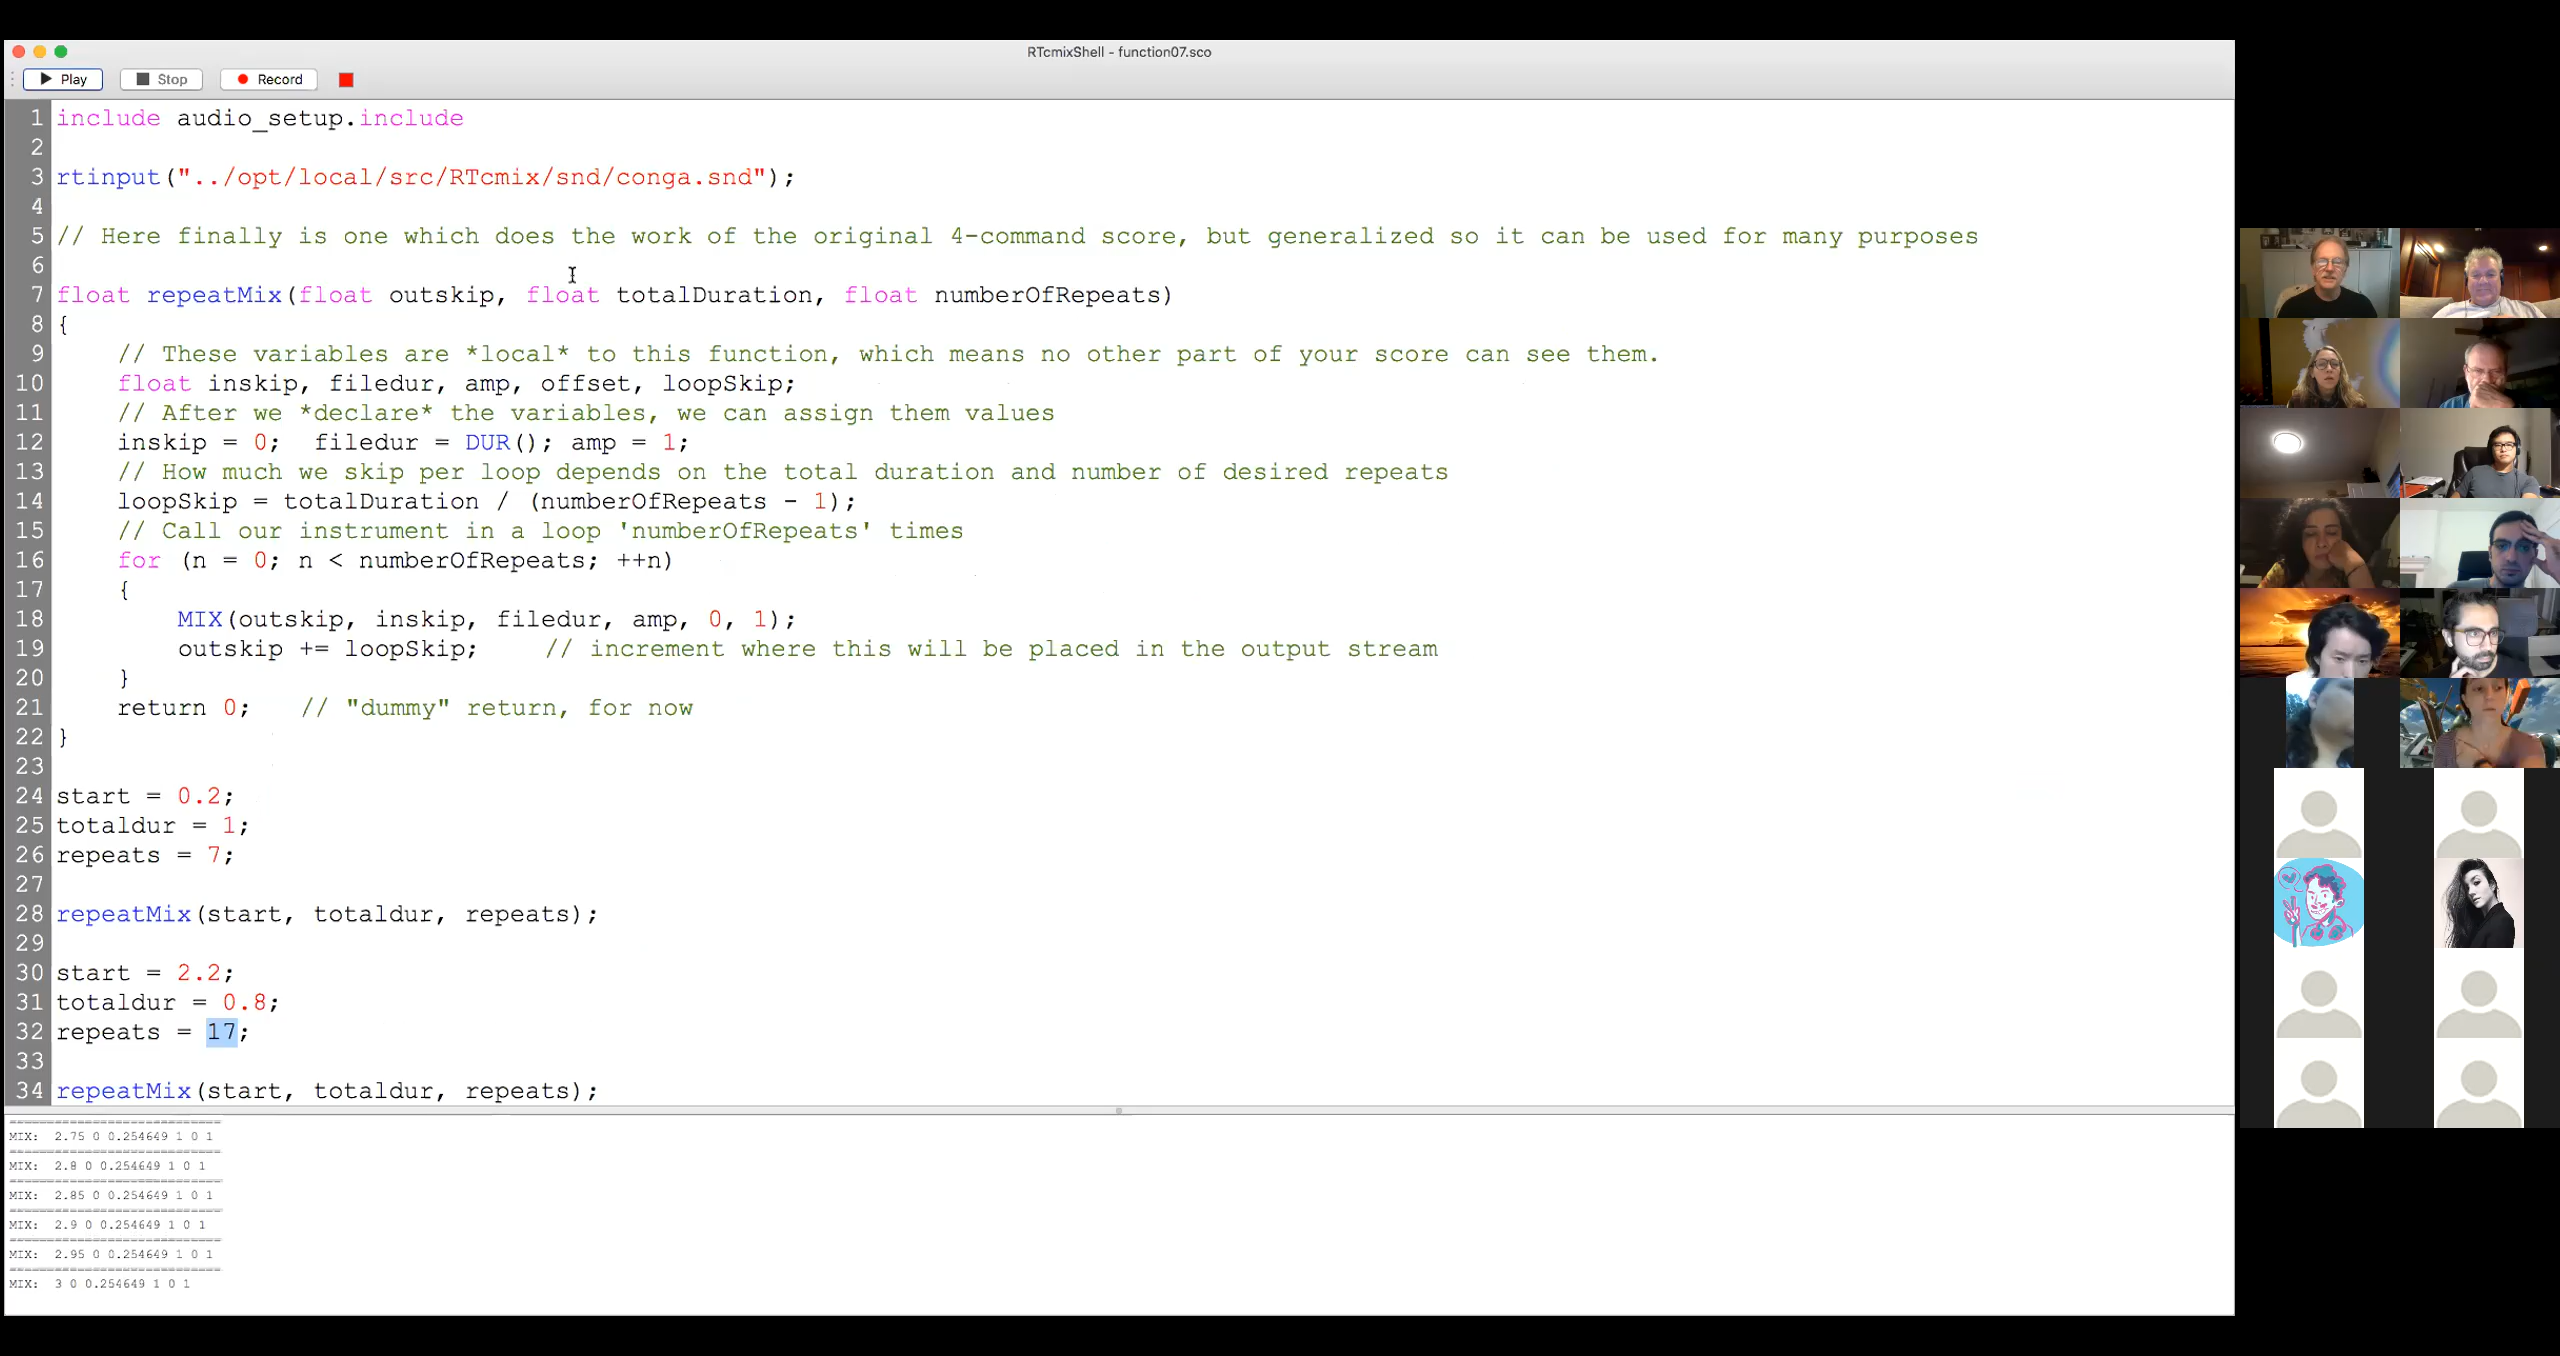 RTcmixShell - function07.sco
Play Stop Record
1 include audio_setup.include
2
3 rtinput("../opt/local/src/RTcmix/snd/conga.snd");
4
5 // Here finally is one which does the work of the original 4-command score, but generalized so it can be used for many purposes
6
7 float repeatMix(float outskip, float totalDuration, float numberOfRepeats)
8 {
9 // These variables are *local* to this function, which means no other part of your score can see them.
10 float inskip, filedur, amp, offset, loopSkip;
11 // After we *declare* the variables, we can assign them values
12 inskip = 0; filedur = DUR(); amp = 1;
13 // How much we skip per loop depends on the total duration and number of desired repeats
14 loopSkip = totalDuration / (numberOfRepeats - 1);
15 // Call our instrument in a loop 'numberOfRepeats' times
16 for (n = 0; n < numberOfRepeats; ++n)
17 {
18 MIX(outskip, inskip, filedur, amp, 0, 1);
19 outskip += loopSkip; // increment where this will be placed in the output stream
20 }
21 return 0; // "dummy" return, for now
22 }
23
24 start = 0.2;
25 totaldur = 1;
26 repeats = 7;
27
28 repeatMix(start, totaldur, repeats);
29
30 start = 2.2;
31 totaldur = 0.8;
32 repeats = 17;
33
34 repeatMix(start, totaldur, repeats);
============================
MIX: 2.75 0 0.254649 1 0 1
============================
MIX: 2.8 0 0.254649 1 0 1
============================
MIX: 2.85 0 0.254649 1 0 1
============================
MIX: 2.9 0 0.254649 1 0 1
============================
MIX: 2.95 0 0.254649 1 0 1
============================
MIX: 3 0 0.254649 1 0 1